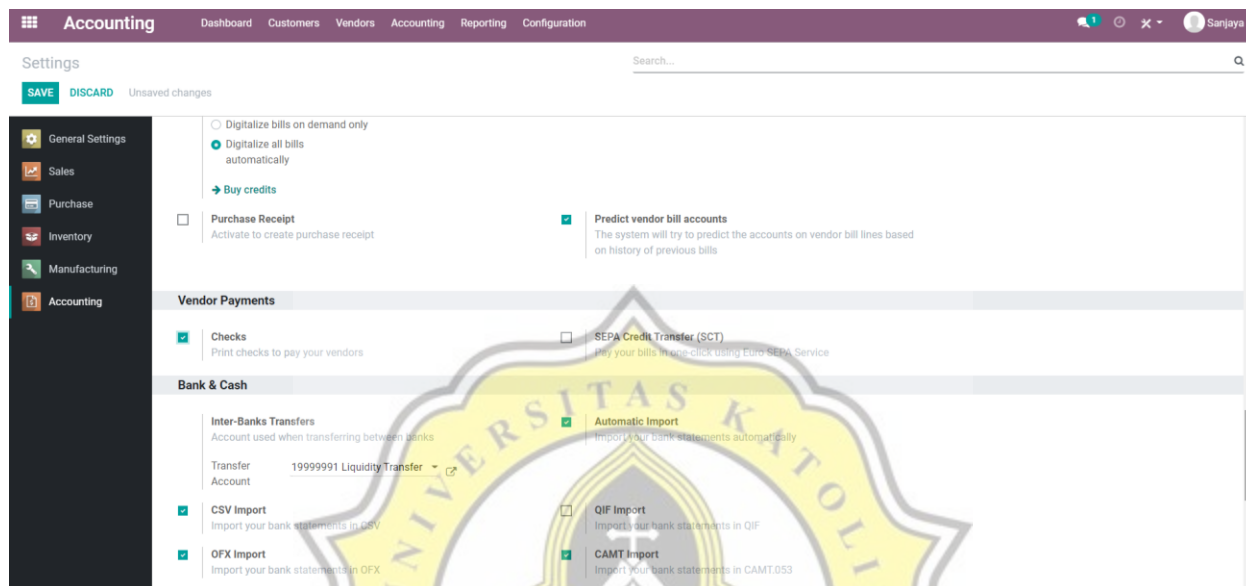 Accounting Dashboard Customers Vendors Accounting Reporting Configuration 1 Sanjaya
Settings Search...
SAVE DISCARD Unsaved changes
General Settings
Sales
Purchase
Inventory
Manufacturing
Accounting
Digitalize bills on demand only
Digitalize all bills
automatically
Buy credits
Purchase Receipt
Activate to create purchase receipt
Predict vendor bill accounts
The system will try to predict the accounts on vendor bill lines based
on history of previous bills
Vendor Payments
Checks
Print checks to pay your vendors
SEPA Credit Transfer (SCT)
Pay your bills in one-click using Euro SEPA Service
Bank & Cash
Inter-Banks Transfers
Account used when transferring between banks
Transfer
Account
19999991 Liquidity Transfer
Automatic Import
Import your bank statements automatically
CSV Import
Import your bank statements in CSV
QIF Import
Import your bank statements in QIF
OFX Import
Import your bank statements in OFX
CAMT Import
Import your bank statements in CAMT.053
NIVERSITAS KATOLI